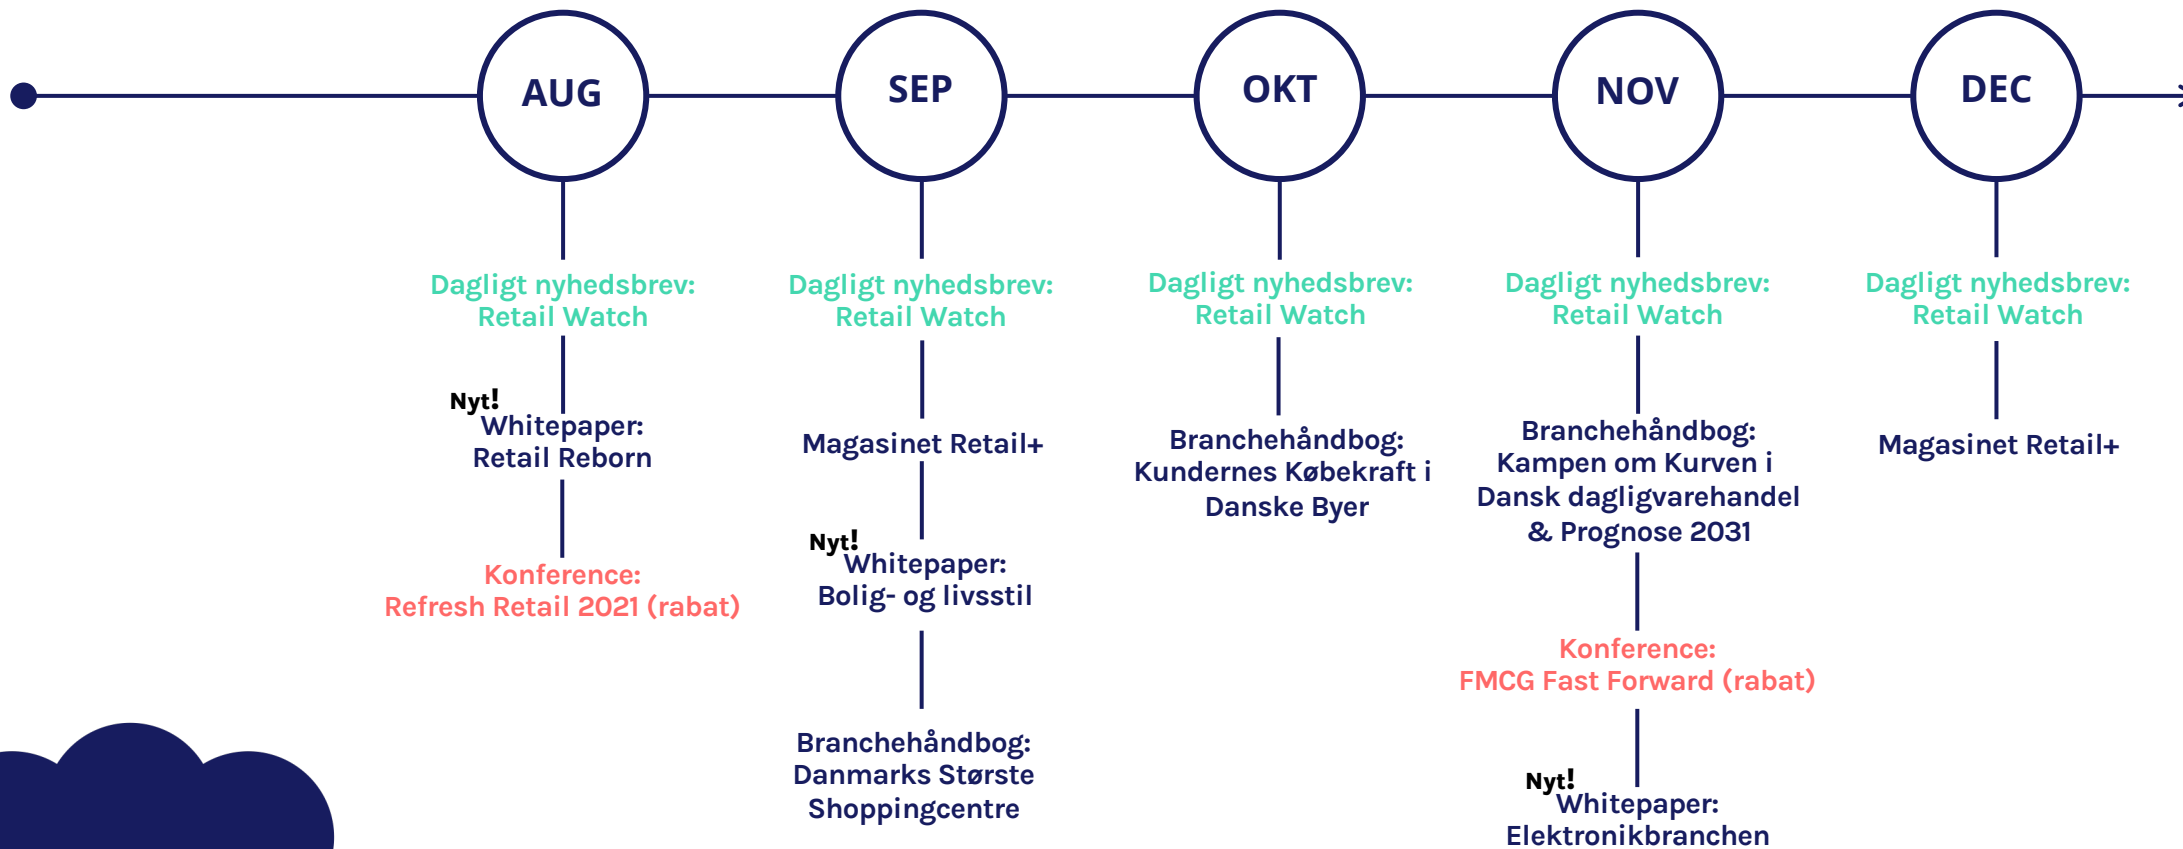 AUG
Dagligt nyhedsbrev:
Retail Watch
Nyt!
Whitepaper:
Retail Reborn
Konference:
Refresh Retail 2021 (rabat)
SEP
Dagligt nyhedsbrev:
Retail Watch
Magasinet Retail+
Nyt!
Whitepaper:
Bolig- og livsstil
Branchehåndbog:
Danmarks Største
Shoppingcentre
OKT
Dagligt nyhedsbrev:
Retail Watch
Branchehåndbog:
Kundernes Købekraft i
Danske Byer
NOV
Dagligt nyhedsbrev:
Retail Watch
Branchehåndbog:
Kampen om Kurven i
Dansk dagligvarehandel
& Prognose 2031
Konference:
FMCG Fast Forward (rabat)
Nyt!
Whitepaper:
Elektronikbranchen
DEC
Dagligt nyhedsbrev:
Retail Watch
Magasinet Retail+